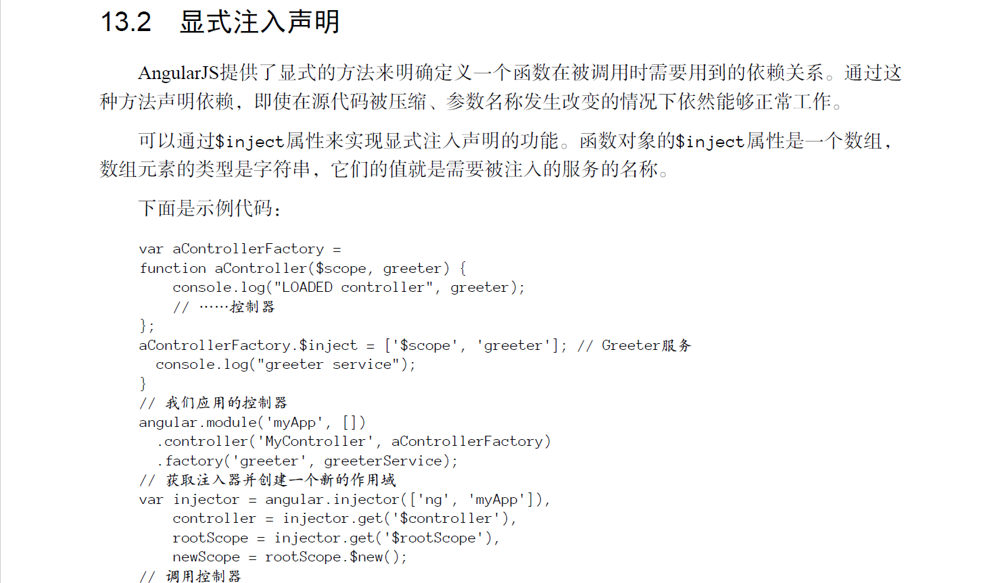 13.2 显式注入声明
AngularJS提供了显式的方法来明确定义一个函数在被调用时需要用到的依赖关系。通过这
种方法声明依赖，即使在源代码被压缩、参数名称发生改变的情况下依然能够正常工作。
可以通过$inject属性来实现显式注入声明的功能。函数对象的$inject属性是一个数组，
数组元素的类型是字符串，它们的值就是需要被注入的服务的名称。
下面是示例代码：
var aControllerFactory =
function aController($scope, greeter) {
    console.log("LOADED controller", greeter);
    // ……控制器
};
aControllerFactory.$inject = ['$scope', 'greeter']; // Greeter服务
  console.log("greeter service");
}
// 我们应用的控制器
angular.module('myApp', [])
  .controller('MyController', aControllerFactory)
  .factory('greeter', greeterService);
// 获取注入器并创建一个新的作用域
var injector = angular.injector(['ng', 'myApp']),
    controller = injector.get('$controller'),
    rootScope = injector.get('$rootScope'),
    newScope = rootScope.$new();
// 调用控制器